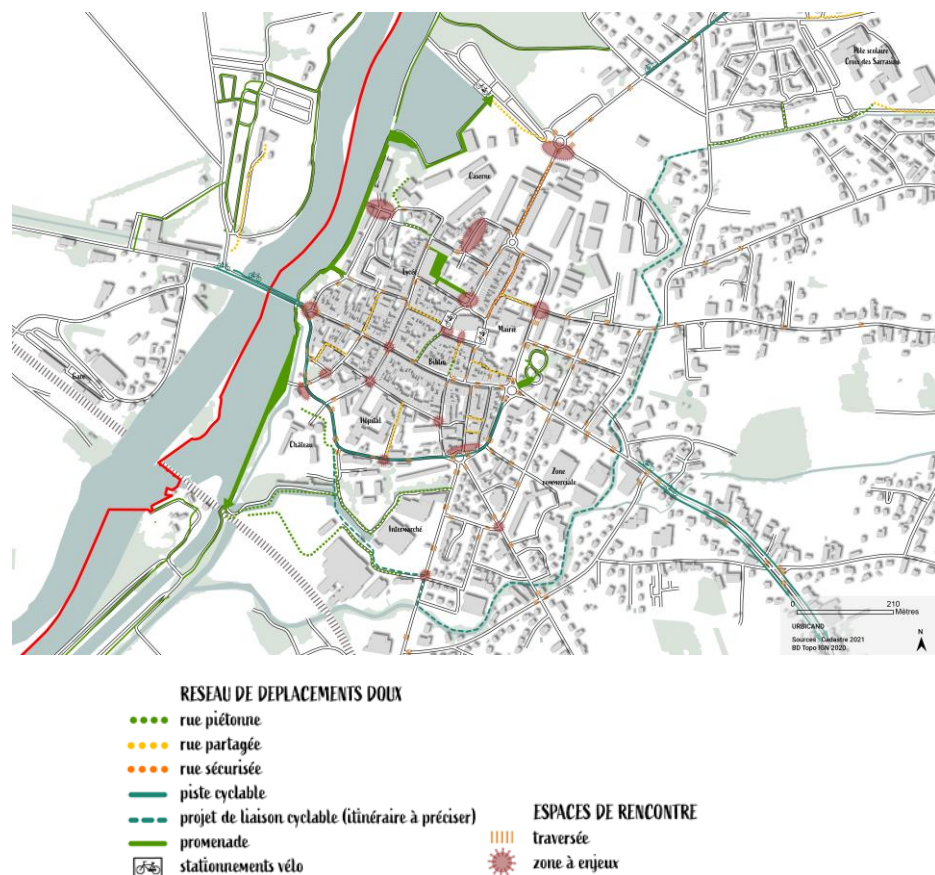 Pôle scolaire
Croix des Sarrasins
Caserne
Lycée
Mairie
Biblio
Gare
Hôpital
Château
Zone
commerciale
Intermarché
0 210
Mètres
URBICAND
Sources : Cadastre 2021
BD Topo IGN 2020
N
RESEAU DE DEPLACEMENTS DOUX
rue piétonne
rue partagée
rue sécurisée
piste cyclable
projet de liaison cyclable (itinéraire à préciser)
promenade
stationnements vélo
ESPACES DE RENCONTRE
traversée
zone à enjeux